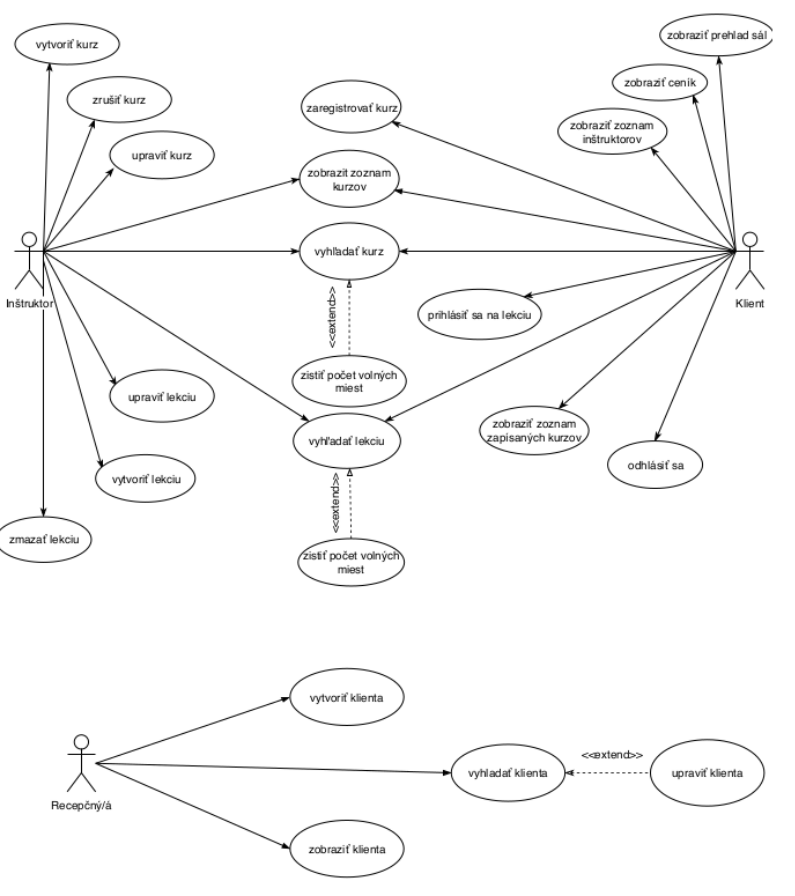 zobraziť prehlad sál
vytvoriť kurz
zobraziť ceník
zrušiť kurz
zaregistrovať kurz
zobraziť zoznam
inštruktorov
upraviť kurz
zobrazit zoznam
kurzov
vyhľadať kurz
Inštruktor
Klient
<<extend>>
prihlásiť sa na lekciu
zistiť počet volných
miest
upraviť lekciu
zobraziť zoznam
zapísaných kurzov
vyhľadať lekciu
odhlásiť sa
vytvoriť lekciu
<<extend>>
zmazať lekciu
zistiť počet volných
miest
vytvoriť klienta
<<extend>>
vyhladať klienta
upraviť klienta
Recepčný/á
zobraziť klienta